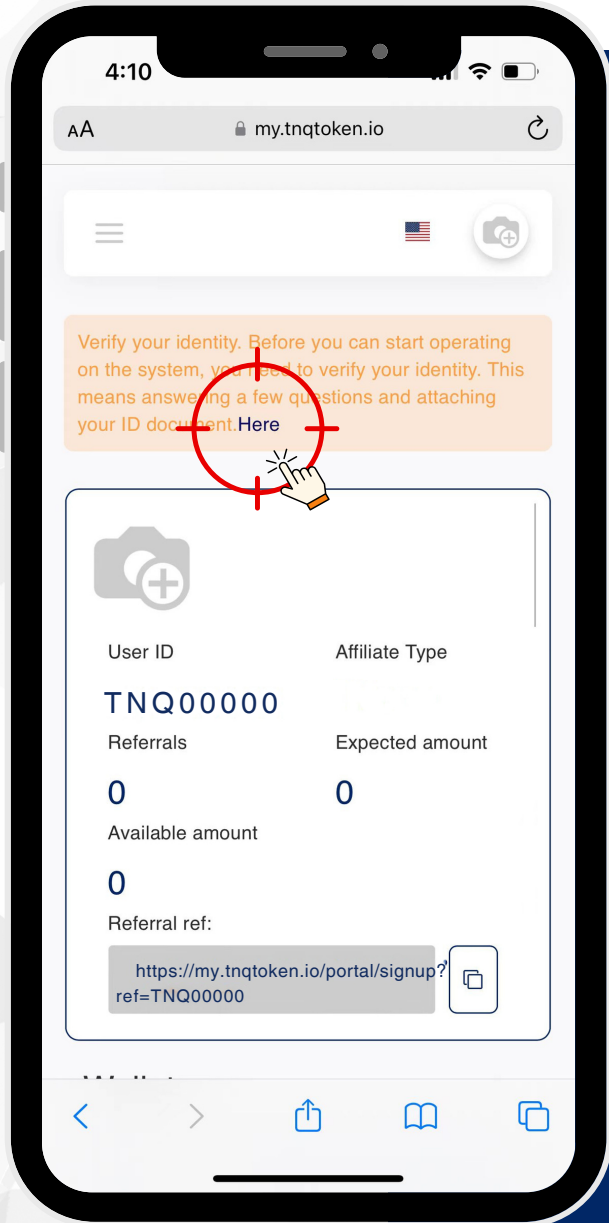 4:10
AA my.tnqtoken.io
Verify your identity. Before you can start operating
on the system, you need to verify your identity. This
means answering a few questions and attaching
your ID document.Here
User ID Affiliate Type
TNQ00000
Referrals Expected amount
0 0
Available amount
0
Referral ref:
https://my.tnqtoken.io/portal/signup?
ref=TNQ00000